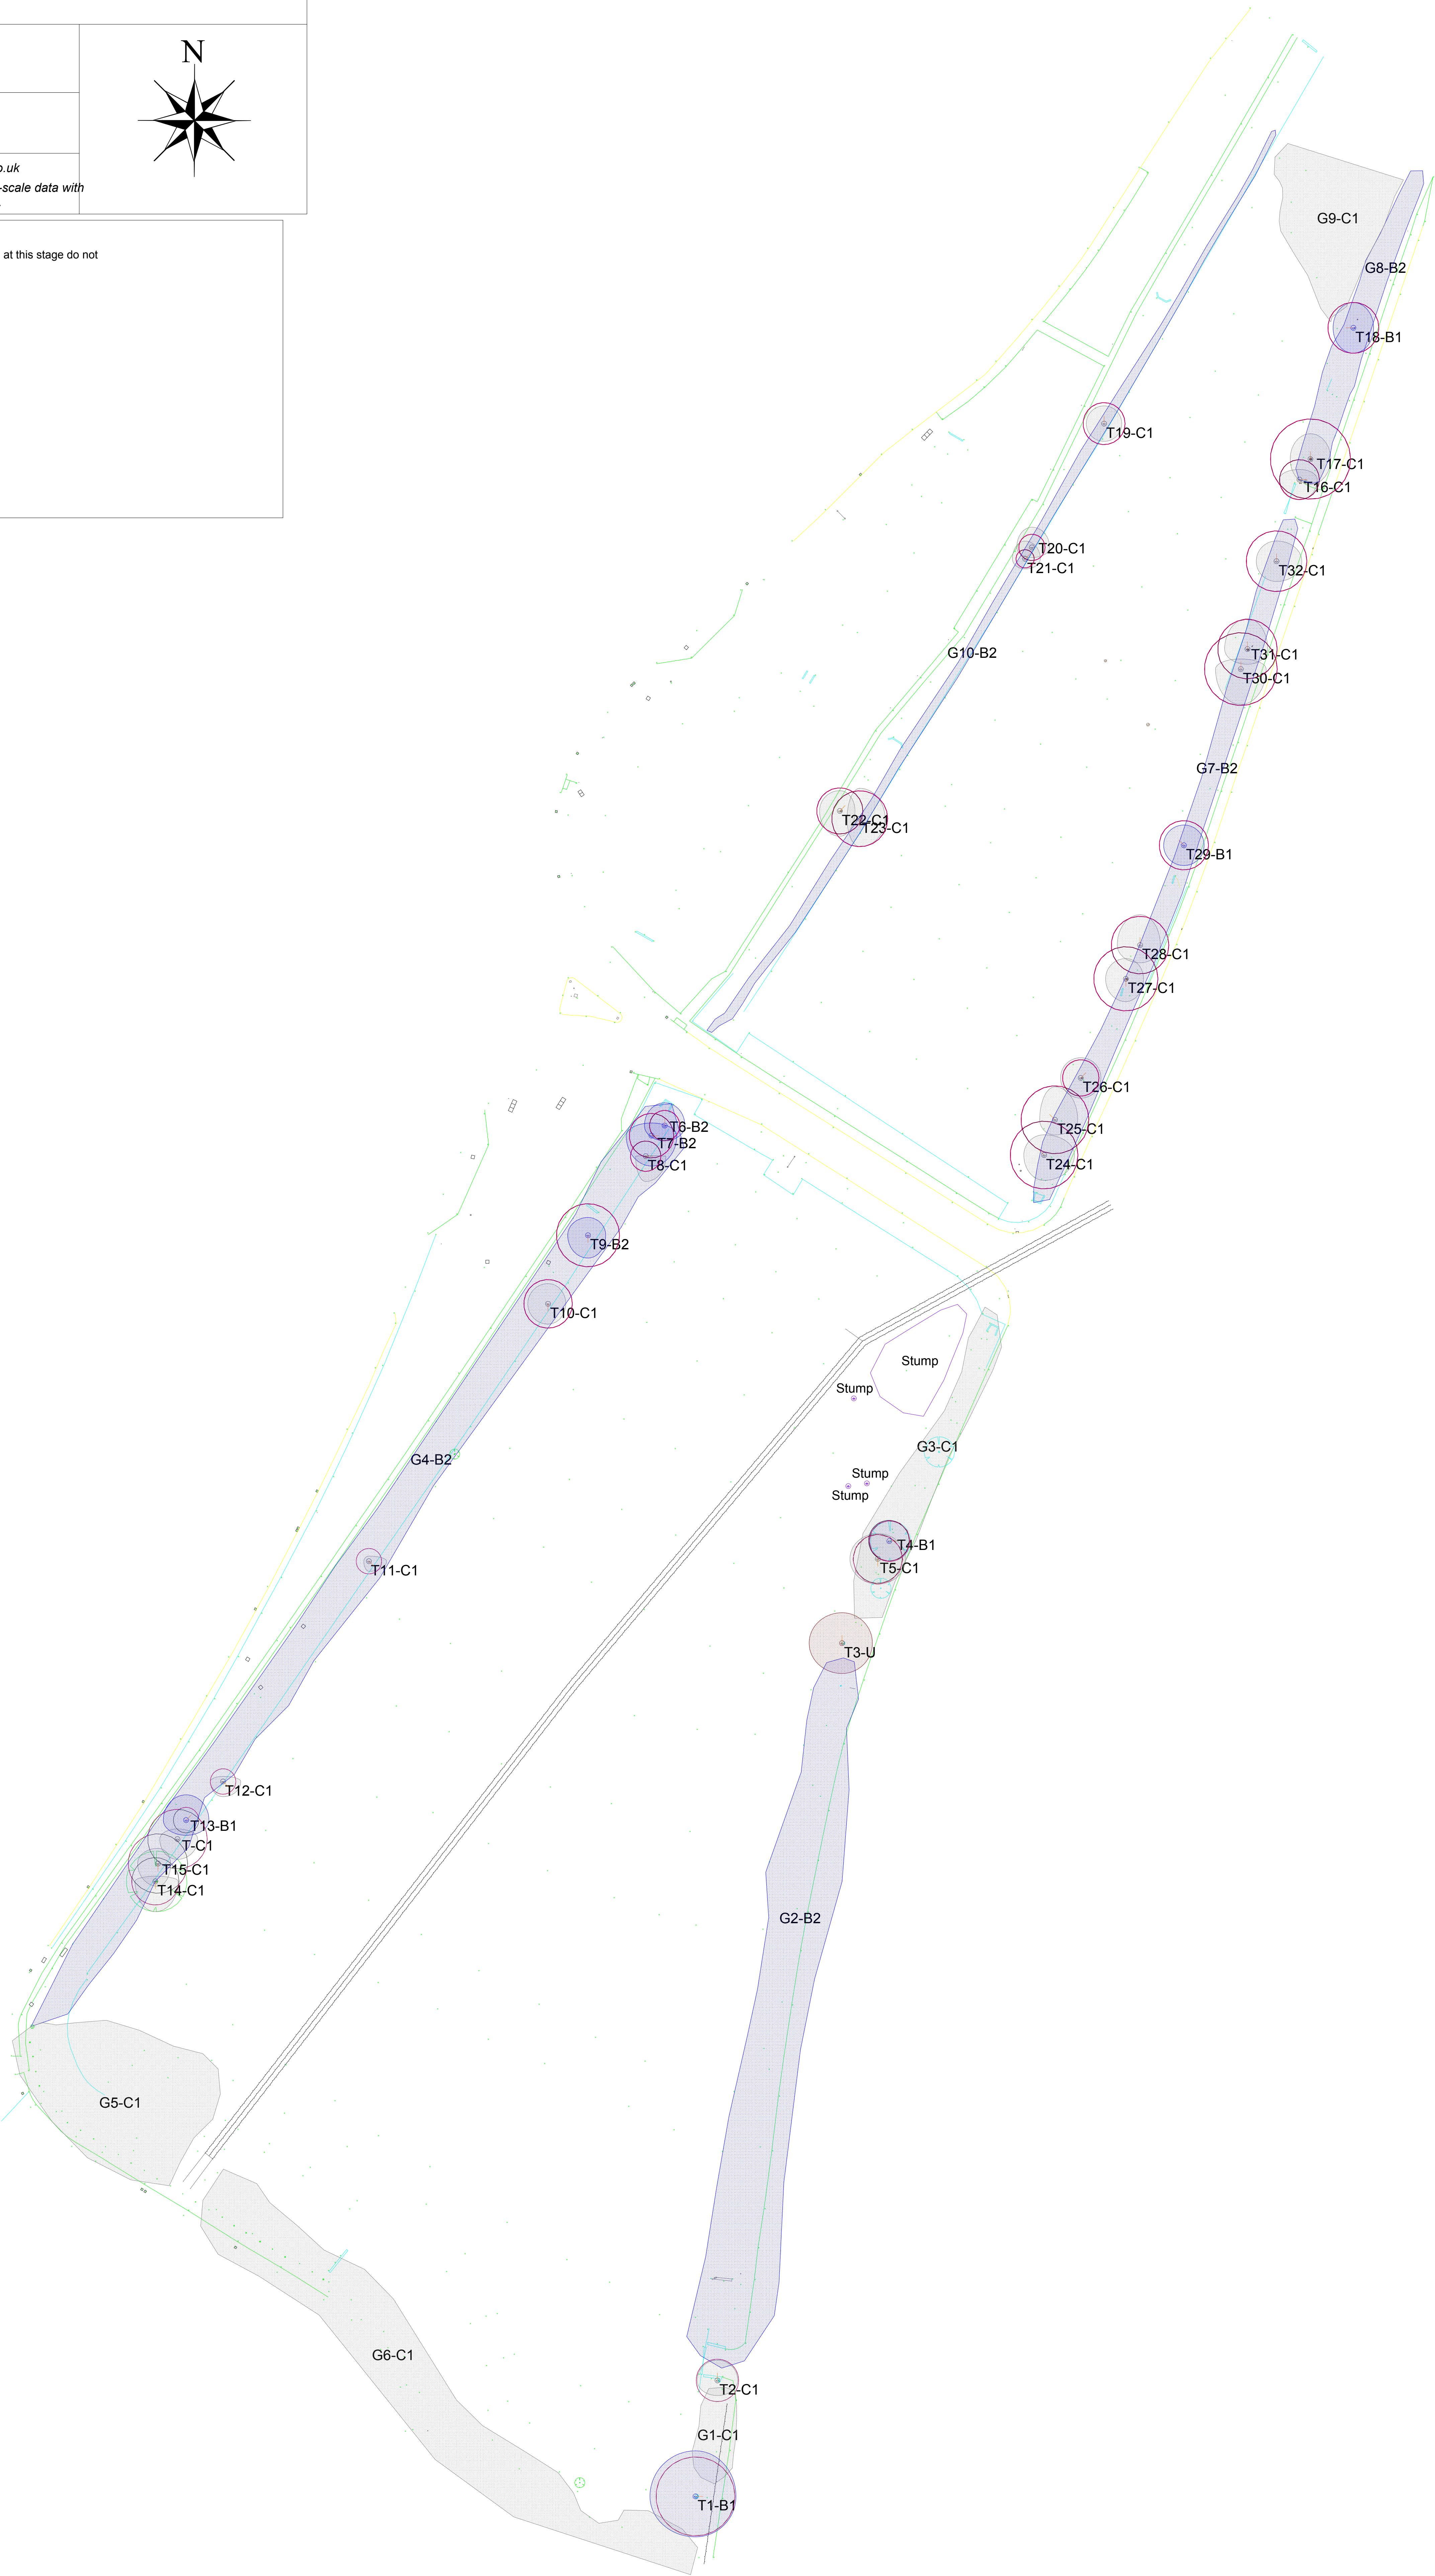 N
o.uk
-scale data with
at this stage do not
G9-C1
G8-B2
T18-B1
T19-C1
T17-C1
T16-C1
T20-C1
T21-C1
T32-C1
G10-B2
T31-C1
T30-C1
G7-B2
T22-C1
T23-C1
T29-B1
T28-C1
T27-C1
T26-C1
T6-B2
T25-C1
T7-B2
T24-C1
T8-C1
T9-B2
T10-C1
Stump
Stump
G3-C1
G4-B2
Stump
Stump
T4-B1
T5-C1
T11-C1
T3-U
T12-C1
T13-B1
T-C1
T15-C1
T14-C1
G2-B2
G5-C1
G6-C1
T2-C1
G1-C1
T1-B1